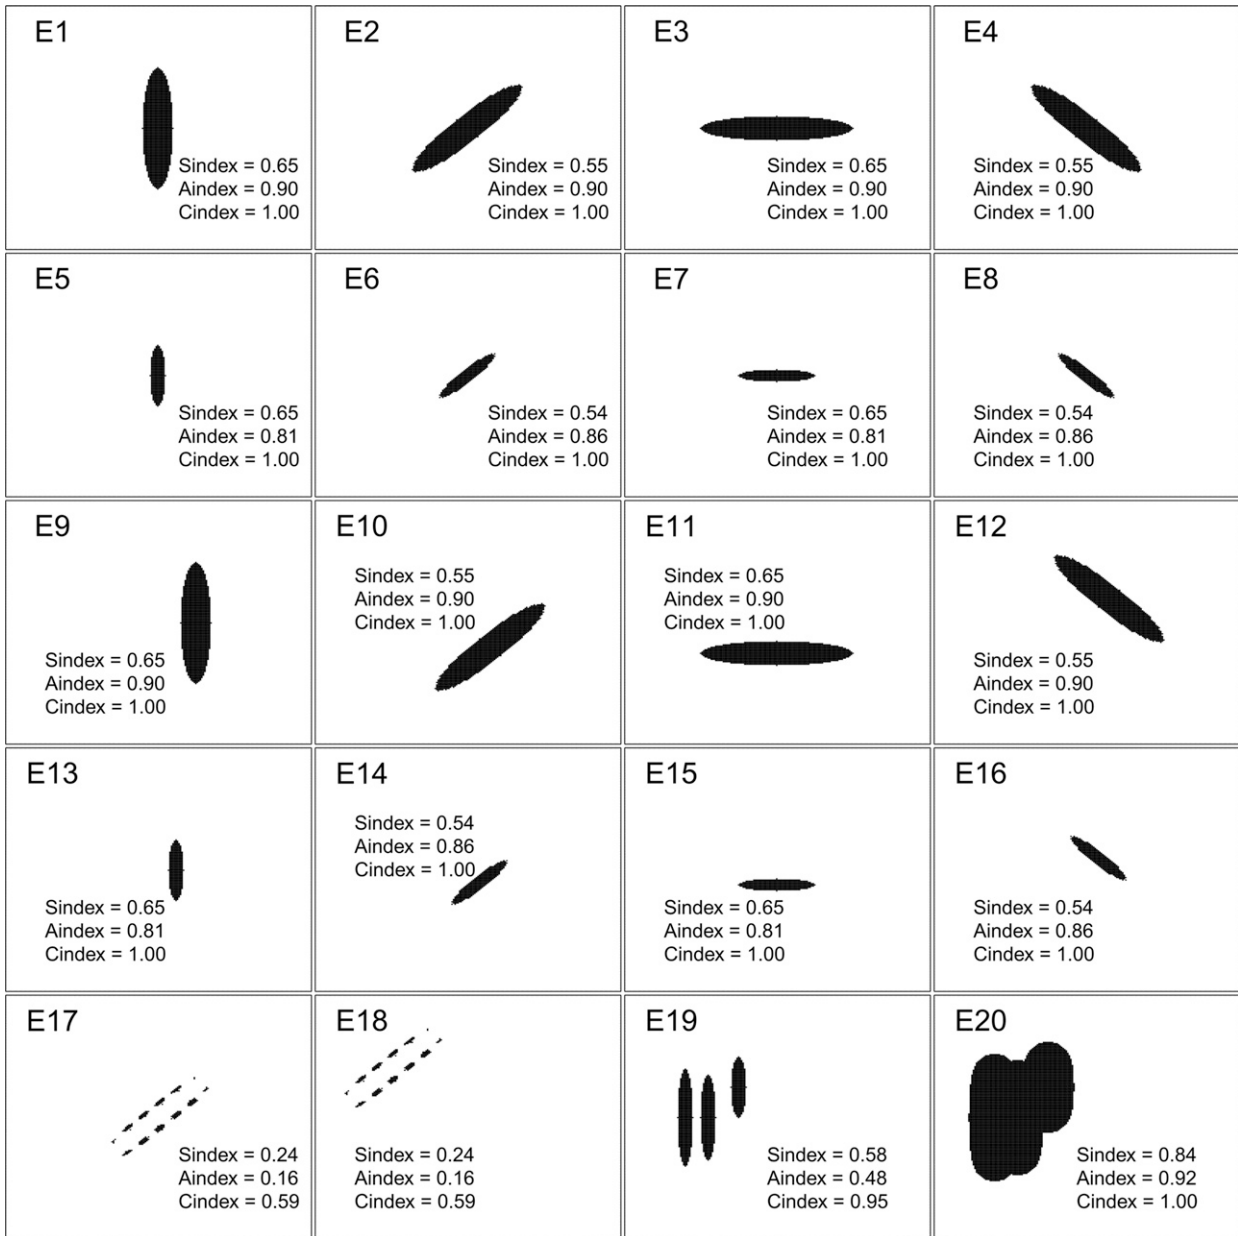 E1
Sindex = 0.65
Aindex = 0.90
Cindex = 1.00
E2
Sindex = 0.55
Aindex = 0.90
Cindex = 1.00
E3
Sindex = 0.65
Aindex = 0.90
Cindex = 1.00
E4
Sindex = 0.55
Aindex = 0.90
Cindex = 1.00
E5
Sindex = 0.65
Aindex = 0.81
Cindex = 1.00
E6
Sindex = 0.54
Aindex = 0.86
Cindex = 1.00
E7
Sindex = 0.65
Aindex = 0.81
Cindex = 1.00
E8
Sindex = 0.54
Aindex = 0.86
Cindex = 1.00
E9
Sindex = 0.65
Aindex = 0.90
Cindex = 1.00
E10
Sindex = 0.55
Aindex = 0.90
Cindex = 1.00
E11
Sindex = 0.65
Aindex = 0.90
Cindex = 1.00
E12
Sindex = 0.55
Aindex = 0.90
Cindex = 1.00
E13
Sindex = 0.65
Aindex = 0.81
Cindex = 1.00
E14
Sindex = 0.54
Aindex = 0.86
Cindex = 1.00
E15
Sindex = 0.65
Aindex = 0.81
Cindex = 1.00
E16
Sindex = 0.54
Aindex = 0.86
Cindex = 1.00
E17
Sindex = 0.24
Aindex = 0.16
Cindex = 0.59
E18
Sindex = 0.24
Aindex = 0.16
Cindex = 0.59
E19
Sindex = 0.58
Aindex = 0.48
Cindex = 0.95
E20
Sindex = 0.84
Aindex = 0.92
Cindex = 1.00